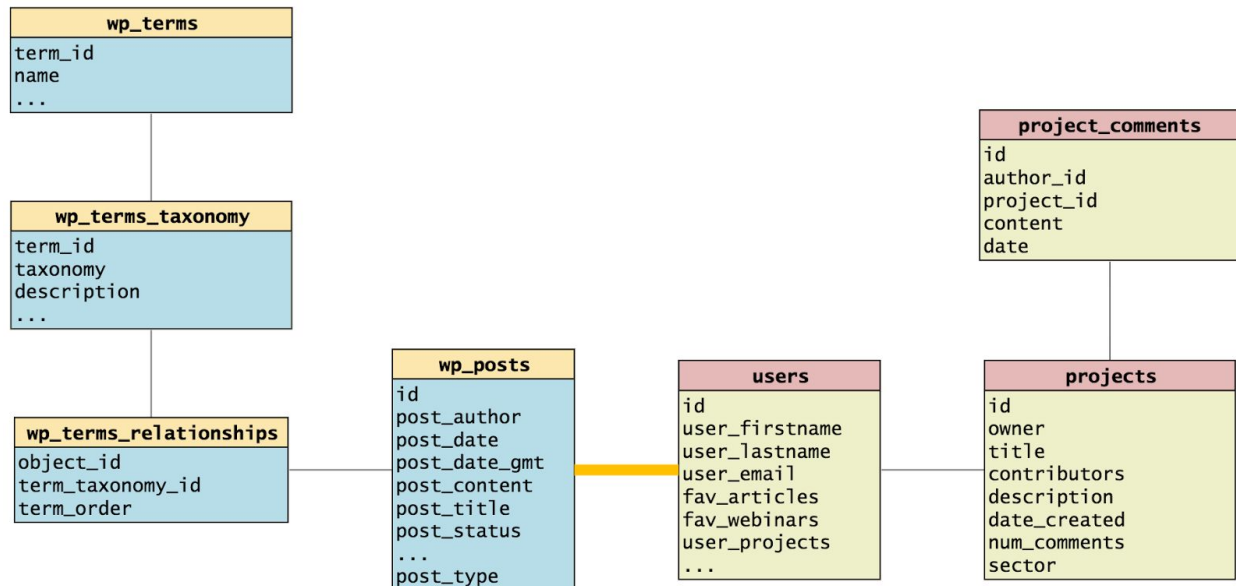 wp_terms
term_id
name
...
wp_terms_taxonomy
term_id
taxonomy
description
...
wp_terms_relationships
object_id
term_taxonomy_id
term_order
wp_posts
id
post_author
post_date
post_date_gmt
post_content
post_title
post_status
...
post_type
users
id
user_firstname
user_lastname
user_email
fav_articles
fav_webinars
user_projects
...
project_comments
id
author_id
project_id
content
date
projects
id
owner
title
contributors
description
date_created
num_comments
sector